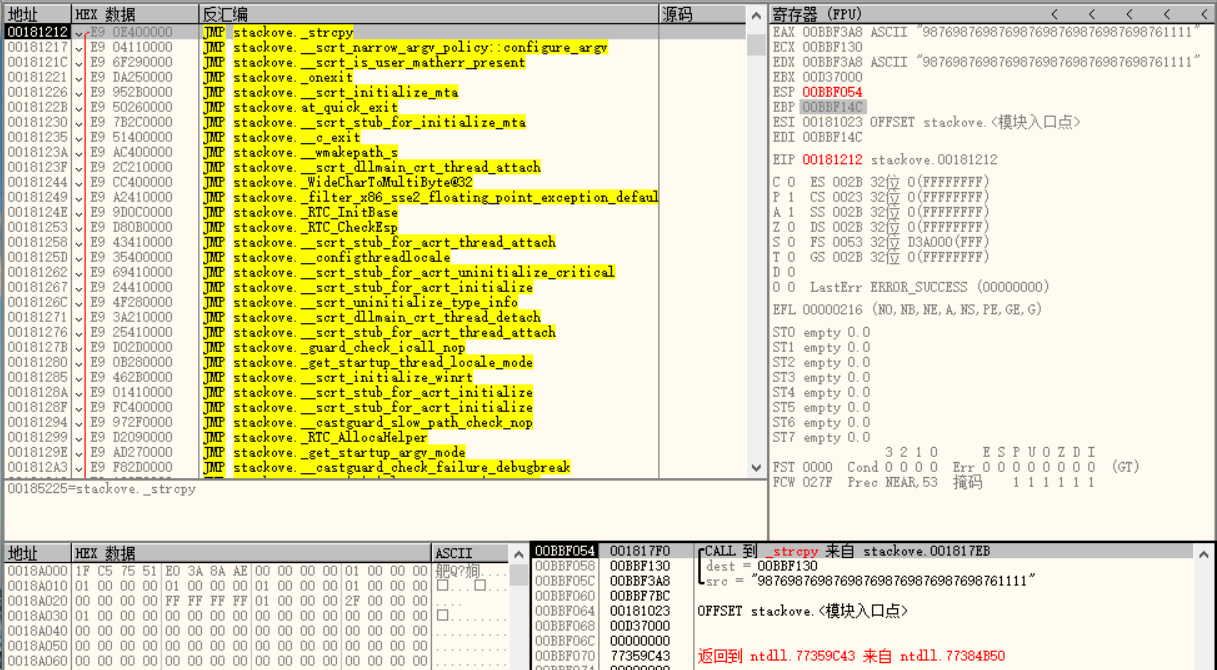 地址 HEX 数据 反汇编 源码
00181212 E9 0E400000 JMP stackove._strcpy
00181217 E9 04110000 JMP stackove.__scrt_narrow_argv_policy::configure_argv
0018121C E9 6F290000 JMP stackove.__scrt_is_user_matherr_present
00181221 E9 DA250000 JMP stackove._onexit
00181226 E9 952B0000 JMP stackove.__scrt_initialize_mta
0018122B E9 50260000 JMP stackove.at_quick_exit
00181230 E9 7B2C0000 JMP stackove.__scrt_stub_for_initialize_mta
00181235 E9 51400000 JMP stackove.__c_exit
0018123A E9 AC400000 JMP stackove.__wmakepath_s
0018123F E9 2C210000 JMP stackove.__scrt_dllmain_crt_thread_attach
00181244 E9 CC400000 JMP stackove._WideCharToMultiByte@32
00181249 E9 A2410000 JMP stackove._filter_x86_sse2_floating_point_exception_defaul
0018124E E9 9D0C0000 JMP stackove._RTC_InitBase
00181253 E9 D80B0000 JMP stackove._RTC_CheckEsp
00181258 E9 43410000 JMP stackove.__scrt_stub_for_acrt_thread_attach
0018125D E9 35400000 JMP stackove.__configthreadlocale
00181262 E9 69410000 JMP stackove.__scrt_stub_for_acrt_uninitialize_critical
00181267 E9 24410000 JMP stackove.__scrt_stub_for_acrt_initialize
0018126C E9 4F280000 JMP stackove.__scrt_uninitialize_type_info
00181271 E9 3A210000 JMP stackove.__scrt_dllmain_crt_thread_detach
00181276 E9 25410000 JMP stackove.__scrt_stub_for_acrt_thread_attach
0018127B E9 D02D0000 JMP stackove._guard_check_icall_nop
00181280 E9 0B280000 JMP stackove._get_startup_thread_locale_mode
00181285 E9 462B0000 JMP stackove.__scrt_initialize_winrt
0018128A E9 01410000 JMP stackove.__scrt_stub_for_acrt_initialize
0018128F E9 FC400000 JMP stackove.__scrt_stub_for_acrt_initialize
00181294 E9 972F0000 JMP stackove.__castguard_slow_path_check_nop
00181299 E9 D2090000 JMP stackove._RTC_AllocaHelper
0018129E E9 AD270000 JMP stackove._get_startup_argv_mode
001812A3 E9 F82D0000 JMP stackove.__castguard_check_failure_debugbreak
00185225=stackove._strcpy
寄存器 (FPU) < < < < <
EAX 00BBF3A8 ASCII "98769876987698769876987698769876​1111"
ECX 00BBF130
EDX 00BBF3A8 ASCII "987698769876987698769876987698761111"
EBX 00D37000
ESP 00BBF054
EBP 00BBF14C
ESI 00181023 OFFSET stackove.<模块入口点>
EDI 00BBF14C
EIP 00181212 stackove.00181212
C 0 ES 002B 32位 0(FFFFFFFF)
P 1 CS 0023 32位 0(FFFFFFFF)
A 1 SS 002B 32位 0(FFFFFFFF)
Z 0 DS 002B 32位 0(FFFFFFFF)
S 0 FS 0053 32位 D3A000(FFF)
T 0 GS 002B 32位 0(FFFFFFFF)
D 0
O 0 LastErr ERROR_SUCCESS (00000000)
EFL 00000216 (NO,NB,NE,A,NS,PE,GE,G)
ST0 empty 0.0
ST1 empty 0.0
ST2 empty 0.0
ST3 empty 0.0
ST4 empty 0.0
ST5 empty 0.0
ST6 empty 0.0
ST7 empty 0.0
3 2 1 0 E S P U O Z D I
FST 0000 Cond 0 0 0 0 Err 0 0 0 0 0 0 0 0 (GT)
FCW 027F Prec NEAR,53 掩码 1 1 1 1 1 1
地址 HEX 数据 ASCII
0018A000 1F C5 75 51 E0 3A 8A AE 00 00 00 00 01 00 00 00
0018A010 01 00 00 00 01 00 00 00 01 00 00 00 01 00 00 00
0018A020 00 00 00 00 FF FF FF FF 01 00 00 00 2F 00 00 00 ....
0018A030 01 00 00 00 00 00 00 00 00 00 00 00 00 00 00 00
0018A040 00 00 00 00 00 00 00 00 00 00 00 00 00 00 00 00
0018A050 00 00 00 00 00 00 00 00 00 00 00 00 00 00 00 00
0018A060 00 00 00 00 00 00 00 00 00 00 00 00 00 00 00 00
00BBF054 001817F0 CALL 到 _strcpy 来自 stackove.001817EB
00BBF058 00BBF130 dest = 00BBF130
00BBF05C 00BBF3A8 src = "987698769876987698769876987698761111"
00BBF060 00BBF7BC
00BBF064 00181023 OFFSET stackove.<模块入口点>
00BBF068 00D37000
00BBF06C 00000000
00BBF070 77359C43 返回到 ntdll.77359C43 来自 ntdll.77384B50